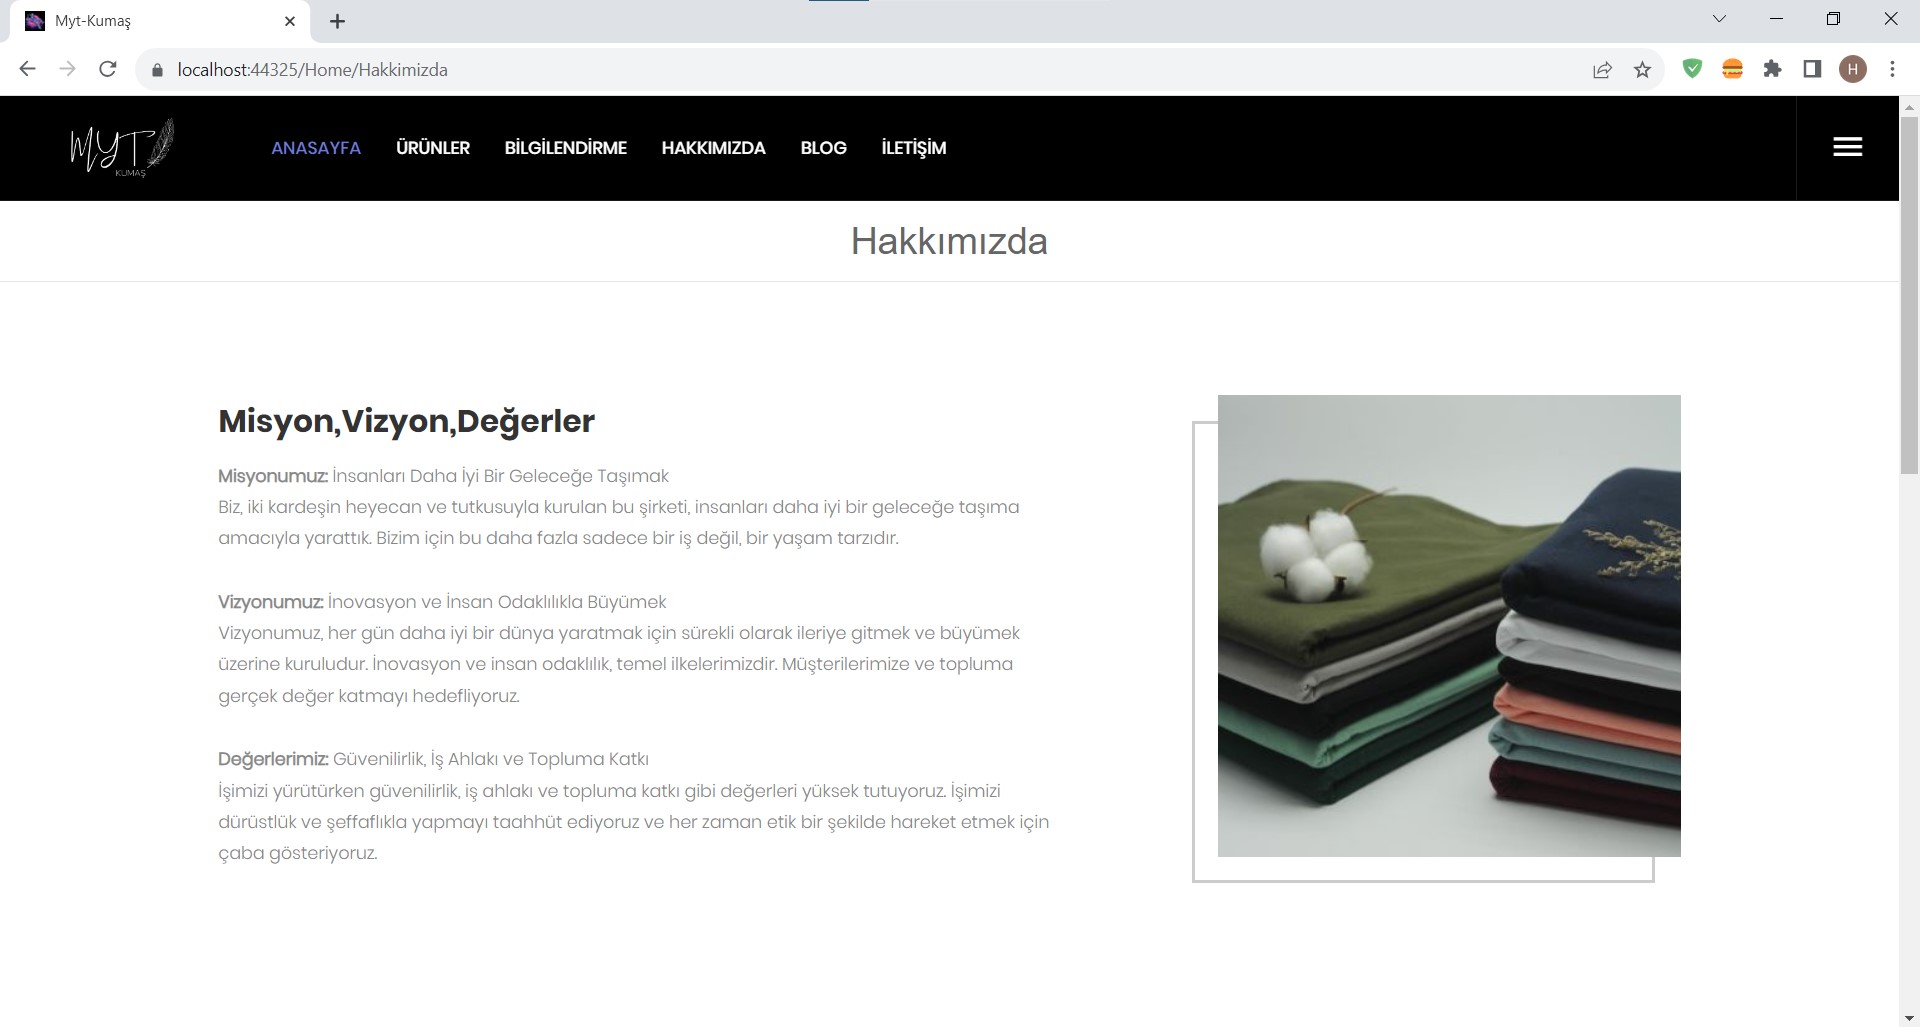 Myt-Kumaş
localhost:44325/Home/Hakkimizda
H
MYT
KUMAŞ
ANASAYFA ÜRÜNLER BİLGİLENDİRME HAKKIMIZDA BLOG İLETİŞİM
Hakkımızda
Misyon,Vizyon,Değerler
Misyonumuz: İnsanları Daha İyi Bir Geleceğe Taşımak
Biz, iki kardeşin heyecan ve tutkusuyla kurulan bu şirketi, insanları daha iyi bir geleceğe taşıma
amacıyla yarattık. Bizim için bu daha fazla sadece bir iş değil, bir yaşam tarzıdır.
Vizyonumuz: İnovasyon ve İnsan Odaklılıkla Büyümek
Vizyonumuz, her gün daha iyi bir dünya yaratmak için sürekli olarak ileriye gitmek ve büyümek
üzerine kuruludur. İnovasyon ve insan odaklılık, temel ilkelerimizdir. Müşterilerimize ve topluma
gerçek değer katmayı hedefliyoruz.
Değerlerimiz: Güvenilirlik, İş Ahlakı ve Topluma Katkı
İşimizi yürütürken güvenilirlik, iş ahlakı ve topluma katkı gibi değerleri yüksek tutuyoruz. İşimizi
dürüstlük ve şeffaflıkla yapmayı taahhüt ediyoruz ve her zaman etik bir şekilde hareket etmek için
çaba gösteriyoruz.